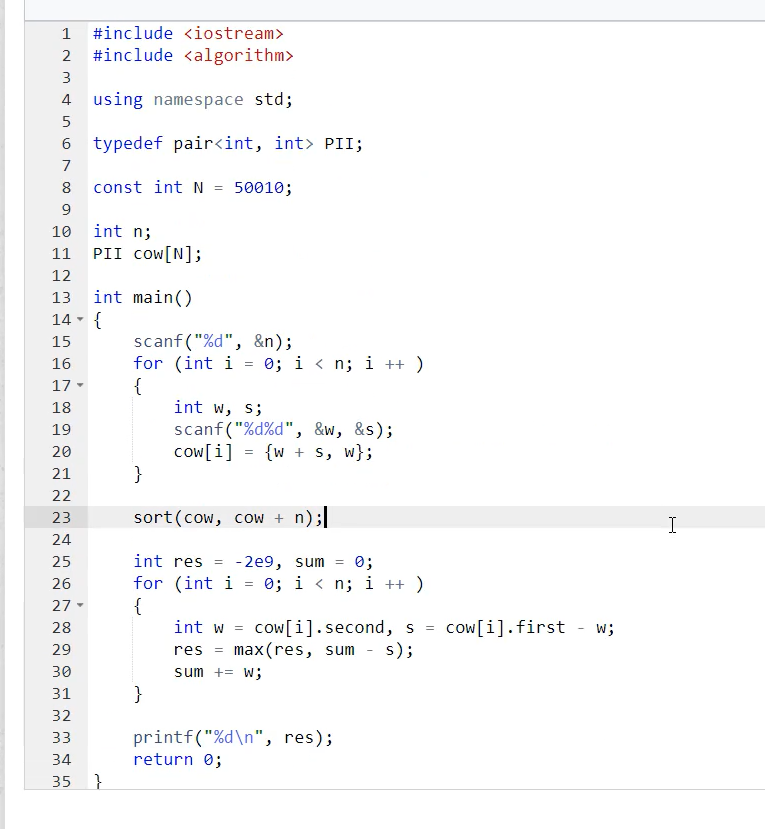 1 #include <iostream>
2 #include <algorithm>
3
4 using namespace std;
5
6 typedef pair<int, int> PII;
7
8 const int N = 50010;
9
10 int n;
11 PII cow[N];
12
13 int main()
14 {
15     scanf("%d", &n);
16     for (int i = 0; i < n; i ++ )
17     {
18         int w, s;
19         scanf("%d%d", &w, &s);
20         cow[i] = {w + s, w};
21     }
22
23     sort(cow, cow + n);
24
25     int res = -2e9, sum = 0;
26     for (int i = 0; i < n; i ++ )
27     {
28         int w = cow[i].second, s = cow[i].first - w;
29         res = max(res, sum - s);
30         sum += w;
31     }
32
33     printf("%d\n", res);
34     return 0;
35 }